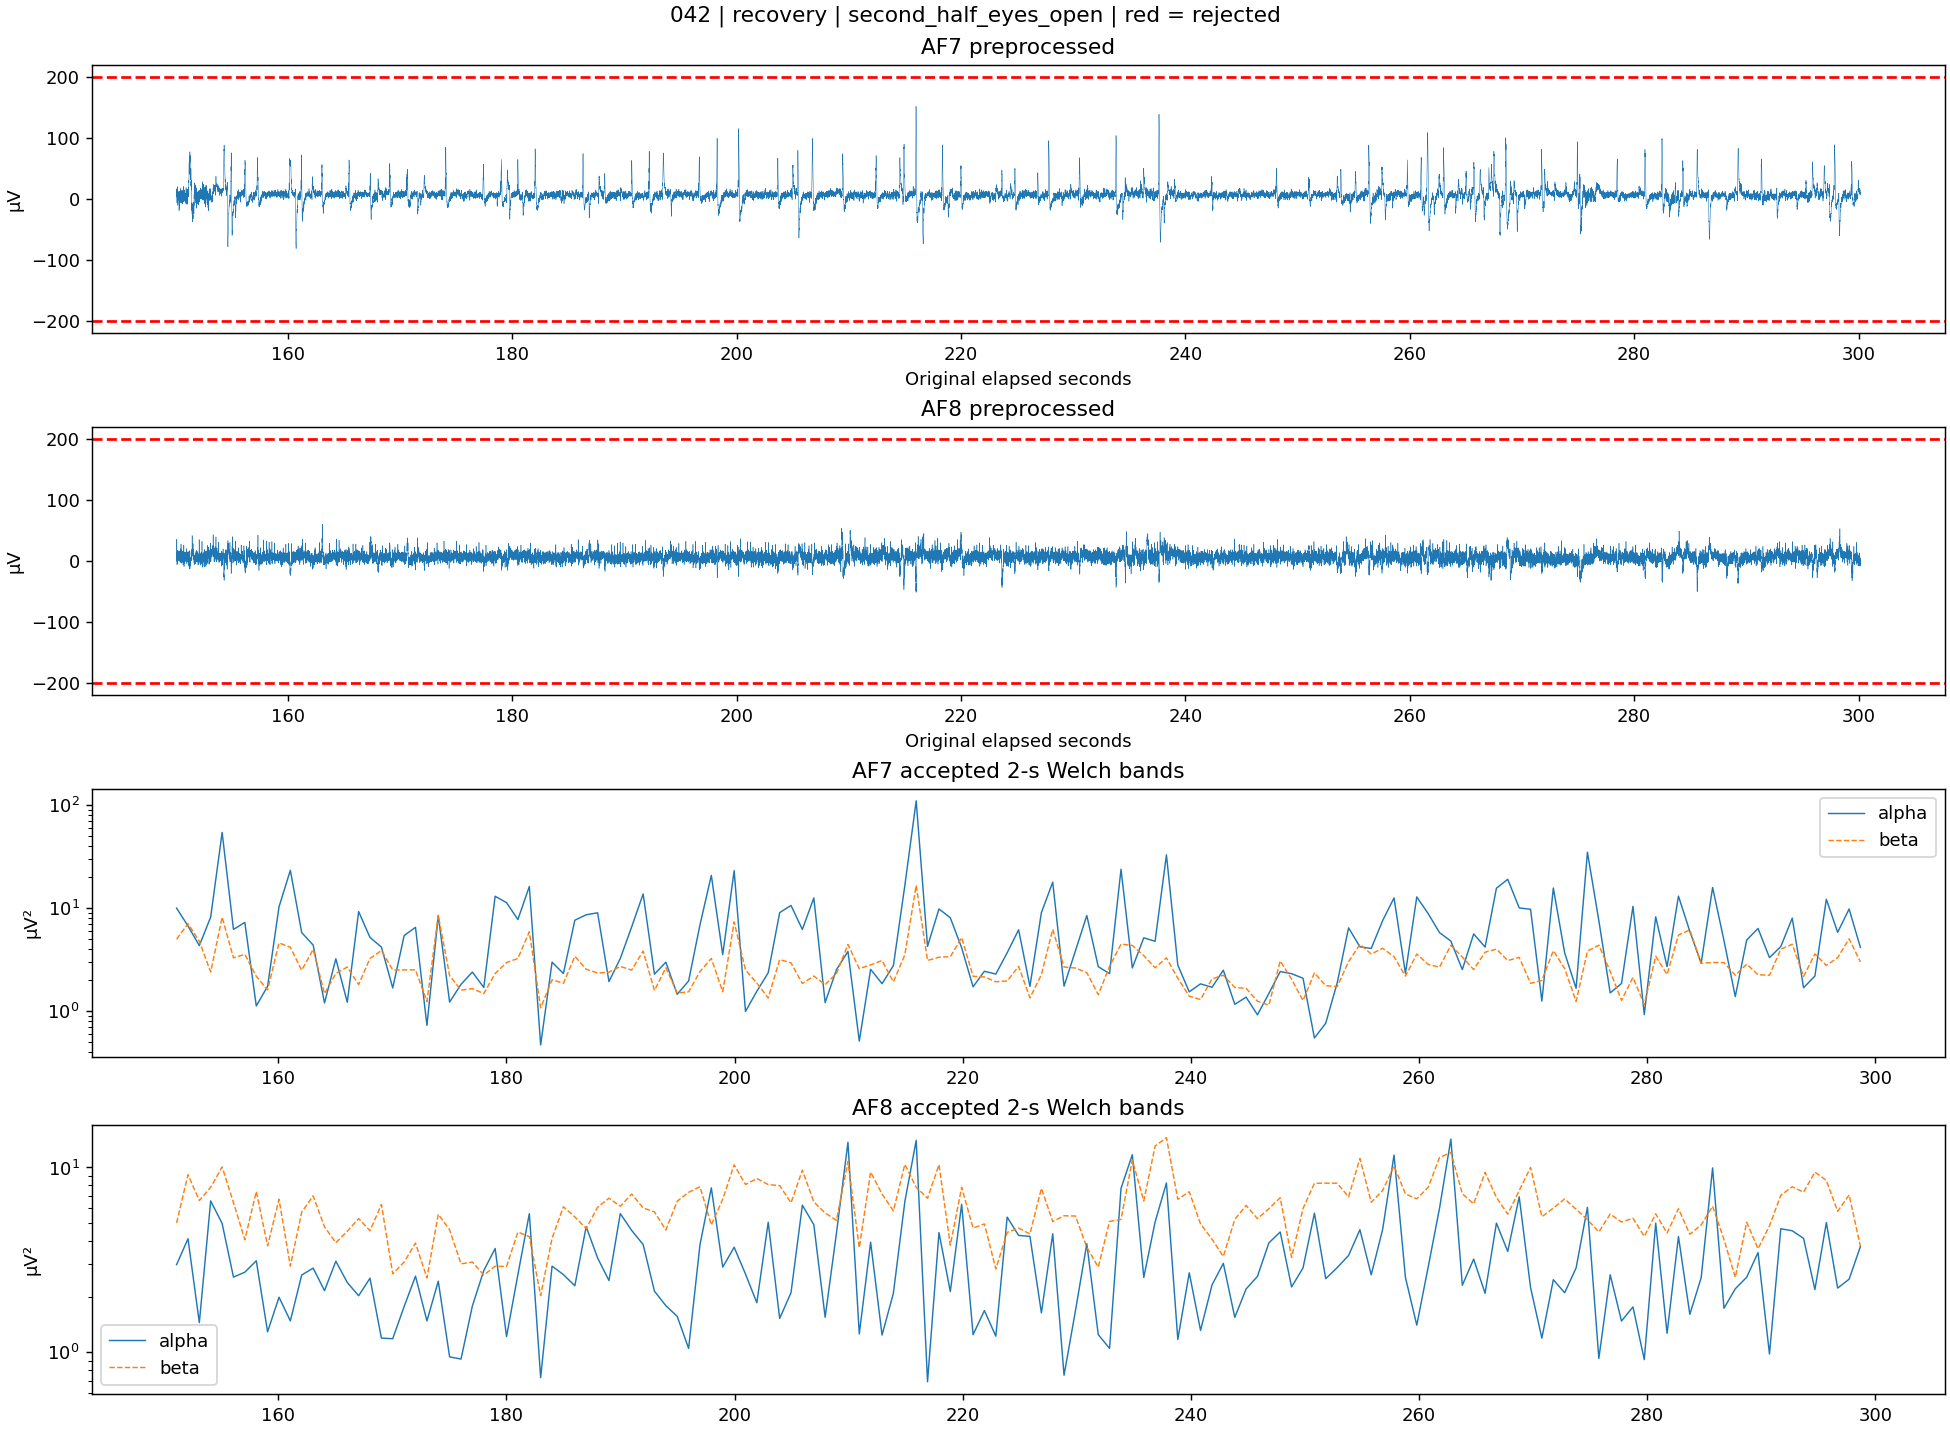 042 | recovery | second_half_eyes_open | red = rejected
AF7 preprocessed
200
100
0
−100
−200
µV
160 180 200 220 240 260 280 300
Original elapsed seconds
AF8 preprocessed
200
100
0
−100
−200
µV
160 180 200 220 240 260 280 300
Original elapsed seconds
AF7 accepted 2-s Welch bands
10²
10¹
10⁰
µV²
alpha
beta
160 180 200 220 240 260 280 300
AF8 accepted 2-s Welch bands
10¹
10⁰
µV²
alpha
beta
160 180 200 220 240 260 280 300